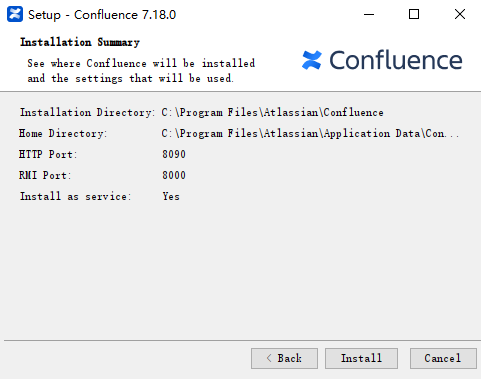 Setup - Confluence 7.18.0
Installation Summary
See where Confluence will be installed
and the settings that will be used.
Confluence
Installation Directory: C:\Program Files\Atlassian\Confluence
Home Directory: C:\Program Files\Atlassian\Application Data\Con...
HTTP Port: 8090
RMI Port: 8000
Install as service: Yes
< Back Install Cancel